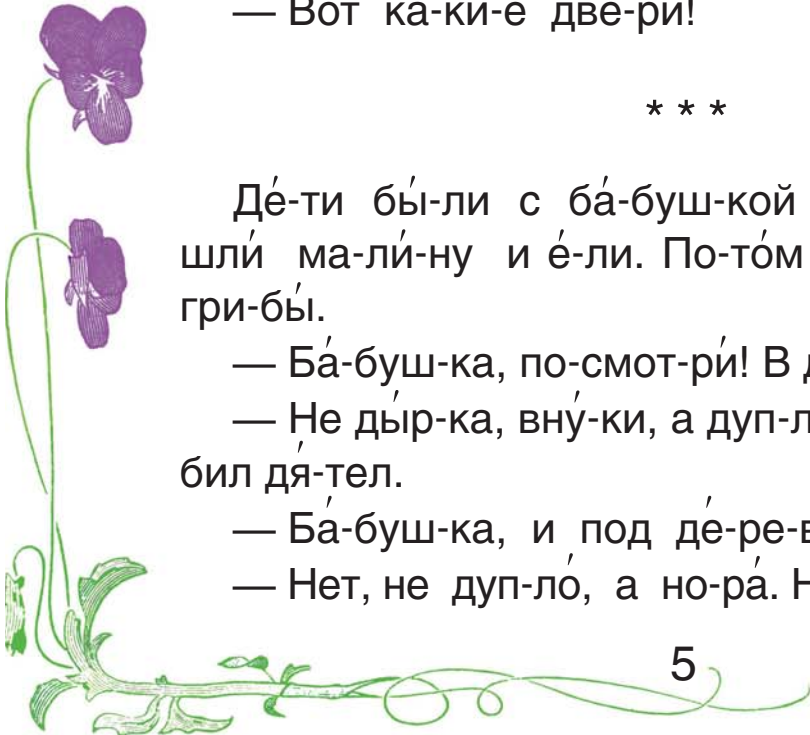 — Вот ка-ки-е две-ри!
* * *
Де́-ти бы́-ли с ба́-буш-кой
шли́ ма-ли́-ну и е́-ли. По-то́м
гри-бы́.
— Ба́-буш-ка, по-смот-ри́! В
— Не ды́р-ка, вну́-ки, а дуп-л
бил дя́-тел.
— Ба́-буш-ка, и под де́-ре-в
— Нет, не дуп-ло́, а но-ра́. Н
5